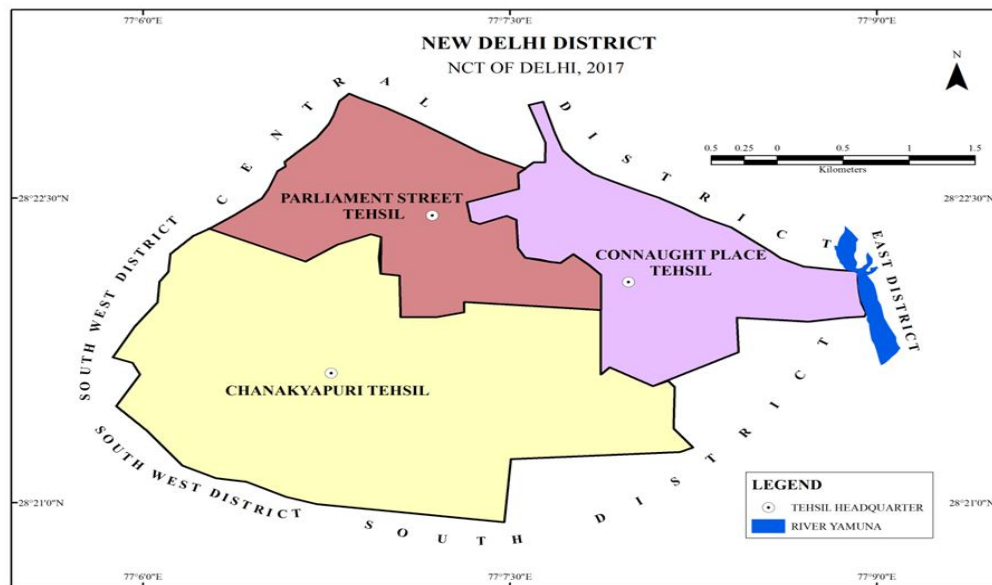 77°6'0"E 77°7'30"E 77°9'0"E
NEW DELHI DISTRICT
NCT OF DELHI, 2017
N
0.5 0.25 0 0.5 1 1.5
Kilometers
CENTRAL DISTRICT
28°22'30"N 28°22'30"N
PARLIAMENT STREET
TEHSIL
CONNAUGHT PLACE
TEHSIL
EAST DISTRICT
SOUTH WEST DISTRICT
CHANAKYAPURI TEHSIL
SOUTH WEST DISTRICT
SOUTH DISTRICT
LEGEND
TEHSIL HEADQUARTER
RIVER YAMUNA
28°21'0"N 28°21'0"N
77°6'0"E 77°7'30"E 77°9'0"E